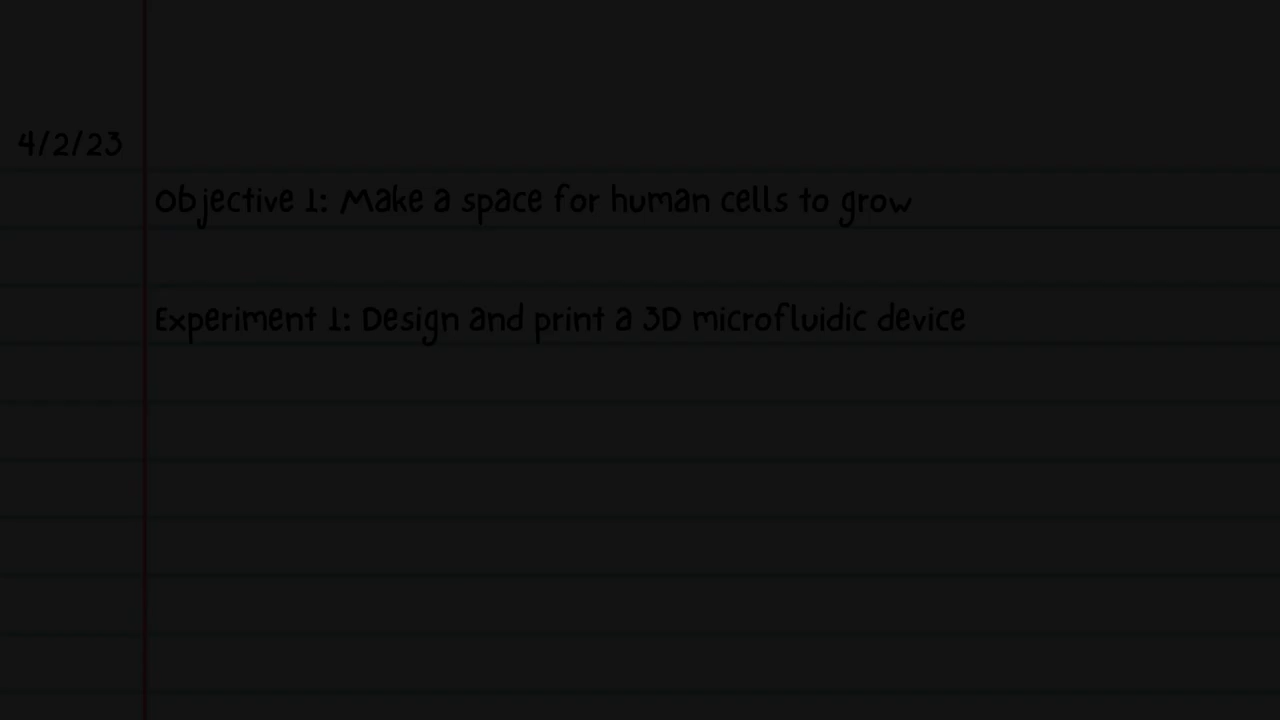 4/2/23
Objective 1: Make a space for human cells to grow
Experiment 1: Design and print a 3D microfluidic device